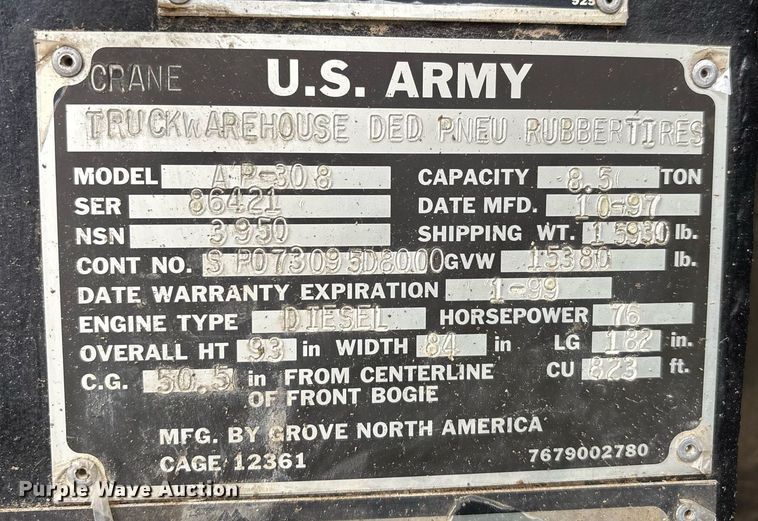 925
CRANE U.S. ARMY
TRUCKWAREHOUSE DED PNEU RUBBERTIRES
MODEL AP-308 CAPACITY 8.5 TON
SER 86421 DATE MFD. 10-97
NSN 3950 SHIPPING WT. 15930 lb.
CONT NO. SP073095D8000 GVW 15380 lb.
DATE WARRANTY EXPIRATION 1-99
ENGINE TYPE DIESEL HORSEPOWER 76
OVERALL HT 93 in WIDTH 84 in LG 182 in.
C.G. 50.5 in FROM CENTERLINE CU 823 ft.
OF FRONT BOGIE
MFG. BY GROVE NORTH AMERICA
CAGE 12361 7679002780
Purple Wave Auction